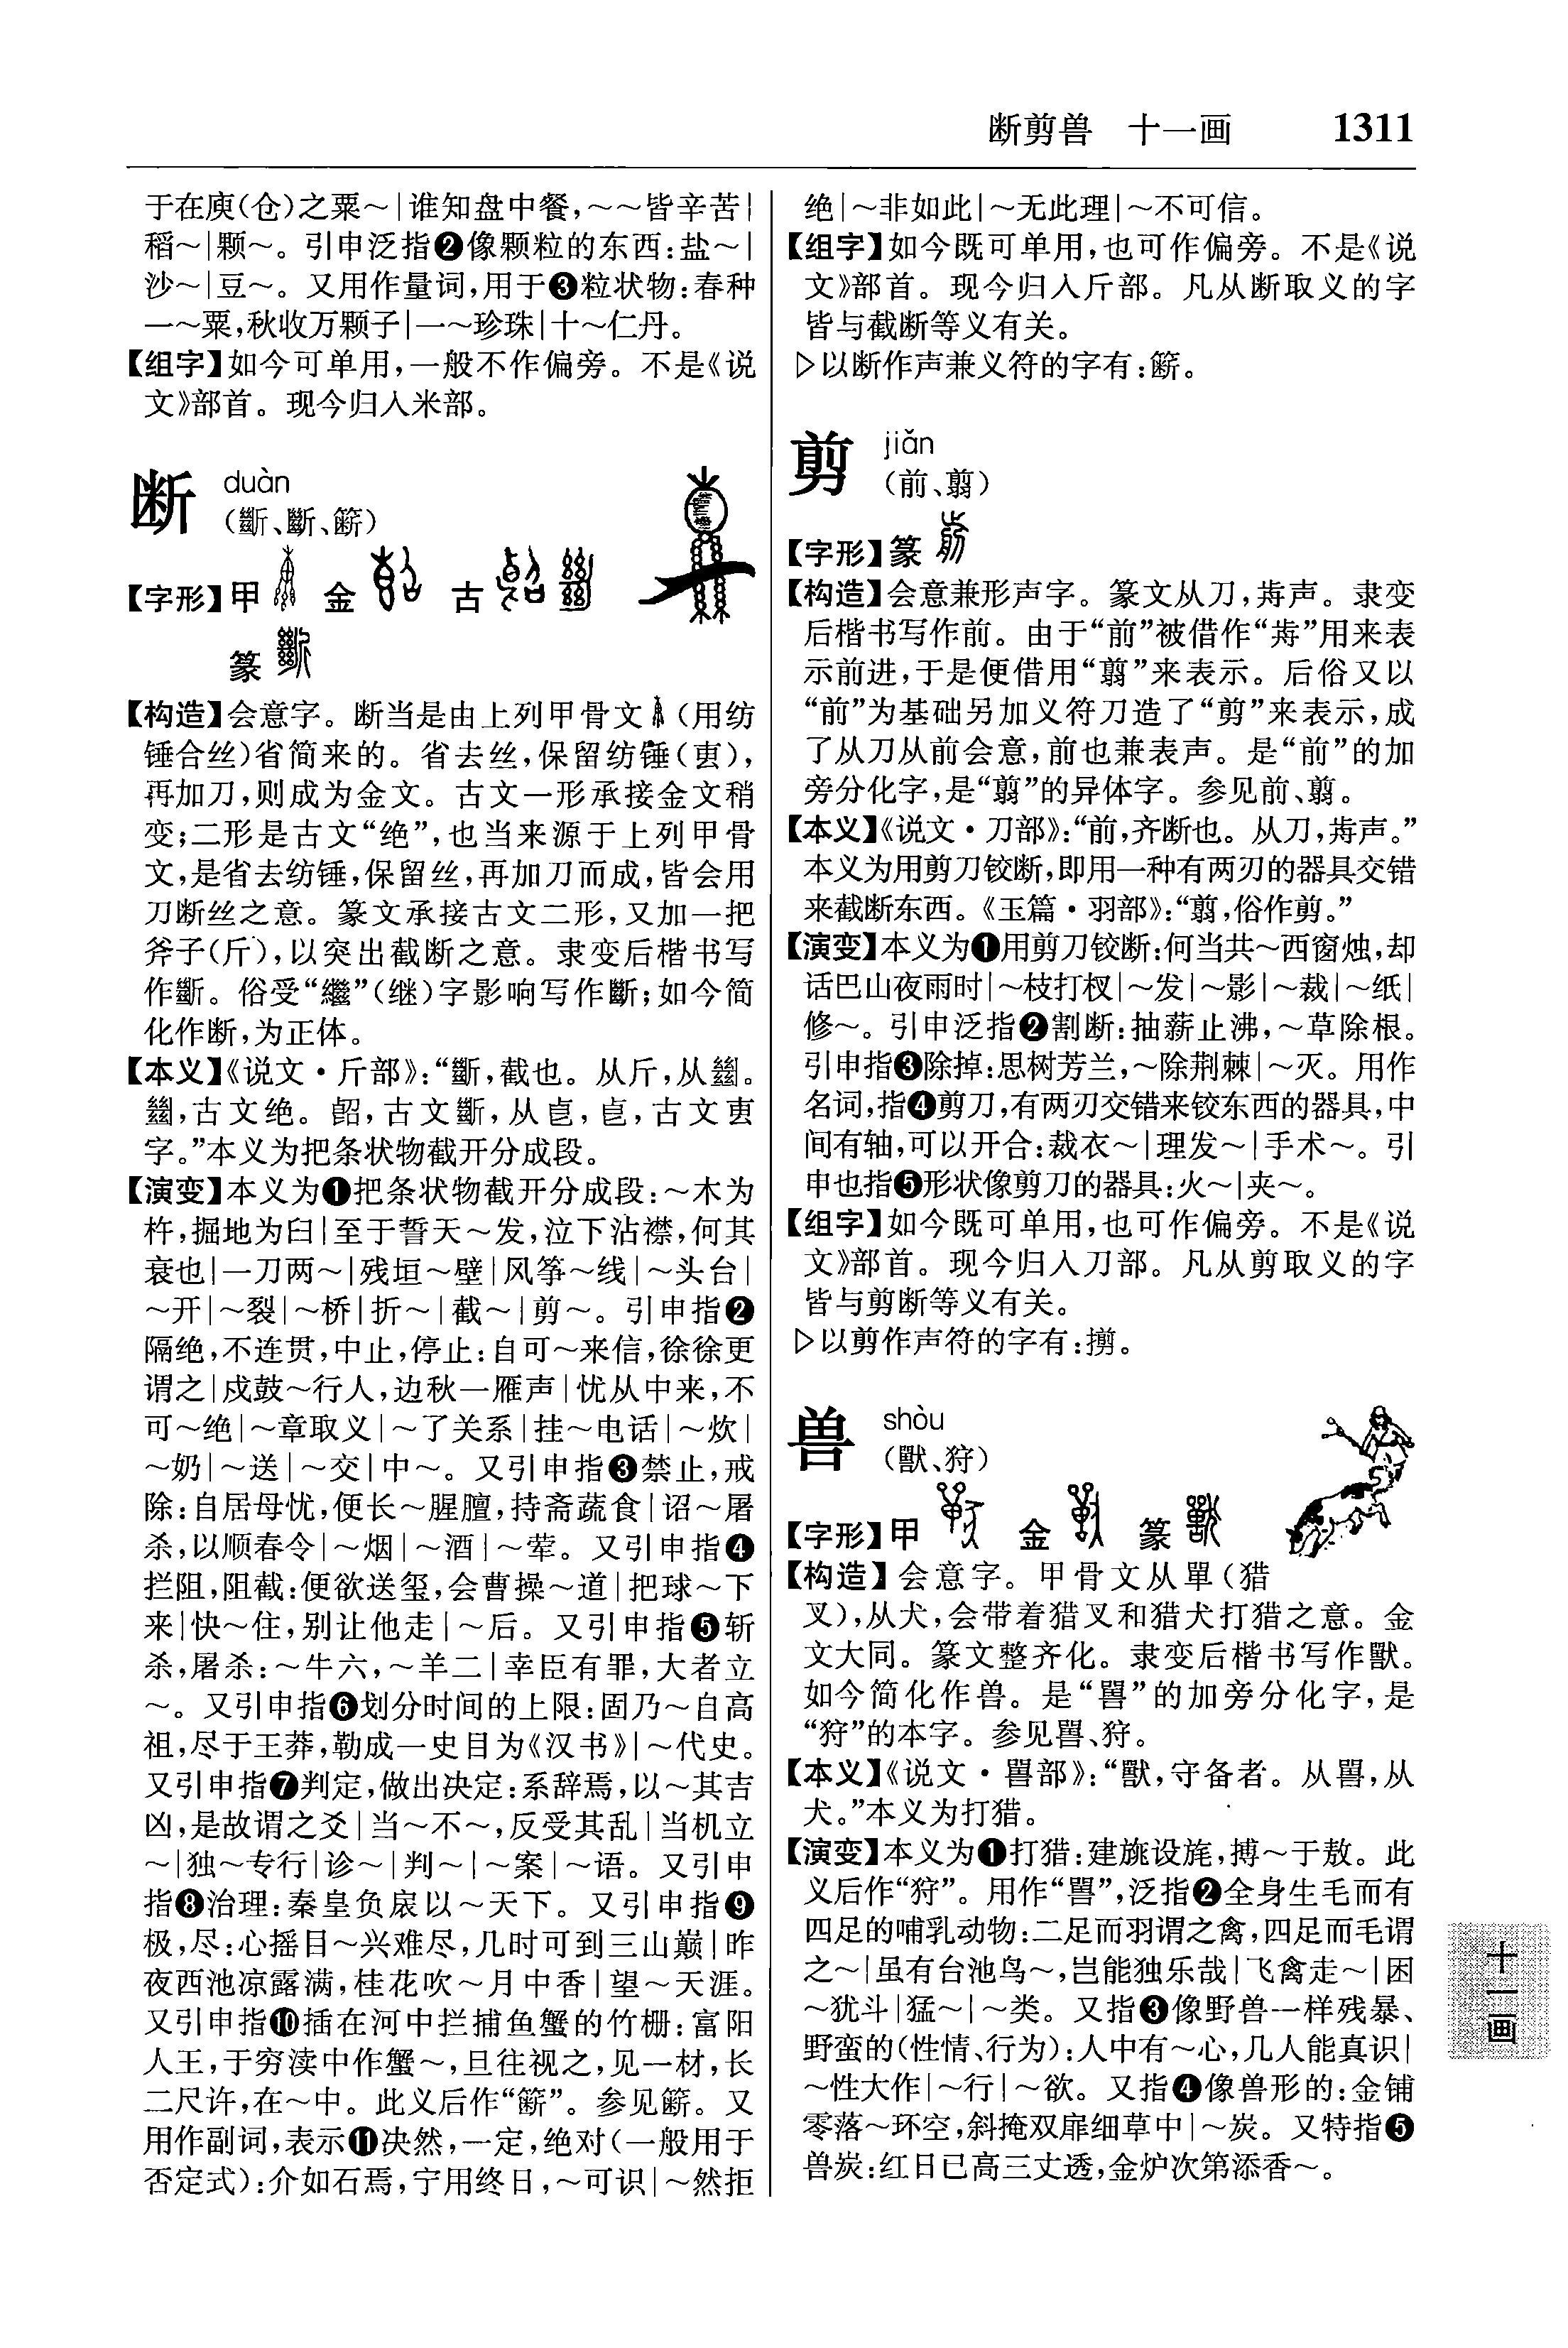 断剪兽 十一画 1311
于在庾(仓)之粟～|谁知盘中餐,～～皆辛苦|
稻～|颗～。引申泛指❷像颗粒的东西:盐～|
沙～|豆～。又用作量词,用于❸粒状物:春种
一～粟,秋收万颗子|一～珍珠|十～仁丹。
【组字】如今可单用,一般不作偏旁。不是《说
文》部首。现今归入米部。
断 duàn
(斷、斷、籪)
【字形】甲 金 古
篆
【构造】会意字。断当是由上列甲骨文(用纺
锤合丝)省简来的。省去丝,保留纺锤(叀),
再加刀,则成为金文。古文一形承接金文稍
变;二形是古文“绝”,也当来源于上列甲骨
文,是省去纺锤,保留丝,再加刀而成,皆会用
刀断丝之意。篆文承接古文二形,又加一把
斧子(斤),以突出截断之意。隶变后楷书写
作斷。俗受“繼”(继)字影响写作斷;如今简
化作断,为正体。
【本义】《说文·斤部》:“斷,截也。从斤,从𢇍。
𢇍,古文绝。𠸿,古文斷,从𠧢,𠧢,古文叀
字。”本义为把条状物截开分成段。
【演变】本义为❶把条状物截开分成段:～木为
杵,掘地为臼|至于誓天～发,泣下沾襟,何其
衰也|一刀两～|残垣～壁|风筝～线|～头台|
～开|～裂|～桥|折～|截～|剪～。引申指❷
隔绝,不连贯,中止,停止:自可～来信,徐徐更
谓之|戍鼓～行人,边秋一雁声|忧从中来,不
可～绝|～章取义|～了关系|挂～电话|～炊|
～奶|～送|～交|中～。又引申指❸禁止,戒
除:自居母忧,便长～腥膻,持斋蔬食|诏～屠
杀,以顺春令|～烟|～酒|～荤。又引申指❹
拦阻,阻截:便欲送玺,会曹操～道|把球～下
来|快～住,别让他走|～后。又引申指❺斩
杀,屠杀:～牛六,～羊二|幸臣有罪,大者立
～。又引申指❻划分时间的上限:固乃～自高
祖,尽于王莽,勒成一史目为《汉书》|～代史。
又引申指❼判定,做出决定:系辞焉,以～其吉
凶,是故谓之爻|当～不～,反受其乱|当机立
～|独～专行|诊～|判～|～案|～语。又引申
指❽治理:秦皇负扆以～天下。又引申指❾
极,尽:心摇目～兴难尽,几时可到三山巅|昨
夜西池凉露满,桂花吹～月中香|望～天涯。
又引申指❿插在河中拦捕鱼蟹的竹栅:富阳
人王,于穷渎中作蟹～,旦往视之,见一材,长
二尺许,在～中。此义后作“籪”。参见籪。又
用作副词,表示⓫决然,一定,绝对(一般用于
否定式):介如石焉,宁用终日,～可识|～然拒
绝|～非如此|～无此理|～不可信。
【组字】如今既可单用,也可作偏旁。不是《说
文》部首。现今归入斤部。凡从断取义的字
皆与截断等义有关。
▷以断作声兼义符的字有:籪。
剪 jiǎn
(前、翦)
【字形】篆
【构造】会意兼形声字。篆文从刀,歬声。隶变
后楷书写作前。由于“前”被借作“歬”用来表
示前进,于是便借用“翦”来表示。后俗又以
“前”为基础另加义符刀造了“剪”来表示,成
了从刀从前会意,前也兼表声。是“前”的加
旁分化字,是“翦”的异体字。参见前、翦。
【本义】《说文·刀部》:“前,齐断也。从刀,歬声。”
本义为用剪刀铰断,即用一种有两刃的器具交错
来截断东西。《玉篇·羽部》:“翦,俗作剪。”
【演变】本义为❶用剪刀铰断:何当共～西窗烛,却
话巴山夜雨时|～枝打杈|～发|～影|～裁|～纸|
修～。引申泛指❷割断:抽薪止沸,～草除根。
引申指❸除掉:思树芳兰,～除荆棘|～灭。用作
名词,指❹剪刀,有两刃交错来铰东西的器具,中
间有轴,可以开合:裁衣～|理发～|手术～。引
申也指❺形状像剪刀的器具:火～|夹～。
【组字】如今既可单用,也可作偏旁。不是《说
文》部首。现今归入刀部。凡从剪取义的字
皆与剪断等义有关。
▷以剪作声符的字有:擶。
兽 shòu
(獸、狩)
【字形】甲 金 篆
【构造】会意字。甲骨文从單(猎
叉),从犬,会带着猎叉和猎犬打猎之意。金
文大同。篆文整齐化。隶变后楷书写作獸。
如今简化作兽。是“嘼”的加旁分化字,是
“狩”的本字。参见嘼、狩。
【本义】《说文·嘼部》:“獸,守备者。从嘼,从
犬。”本义为打猎。
【演变】本义为❶打猎:建旐设旄,搏～于敖。此
义后作“狩”。用作“嘼”,泛指❷全身生毛而有
四足的哺乳动物:二足而羽谓之禽,四足而毛谓
之～|虽有台池鸟～,岂能独乐哉|飞禽走～|困
～犹斗|猛～|～类。又指❸像野兽一样残暴、
野蛮的(性情、行为):人中有～心,几人能真识|
～性大作|～行|～欲。又指❹像兽形的:金铺
零落～环空,斜掩双扉细草中|～炭。又特指❺
兽炭:红日已高三丈透,金炉次第添香～。
十一画